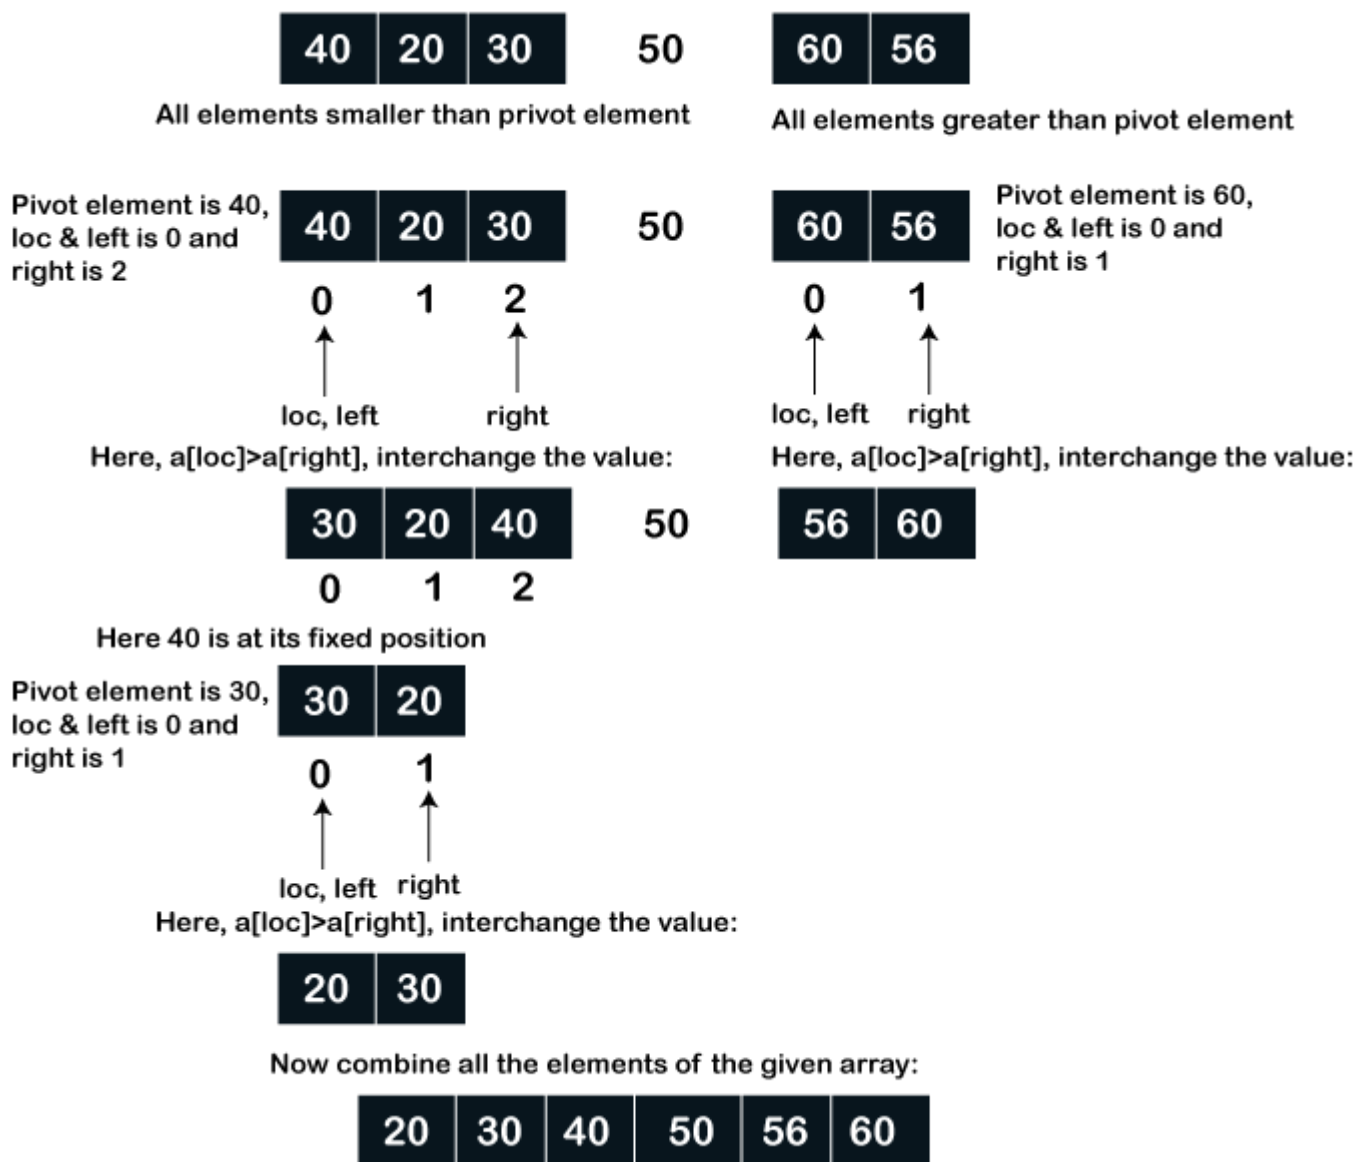 40 20 30 50 60 56
All elements smaller than privot element
All elements greater than pivot element
Pivot element is 40,
loc & left is 0 and
right is 2
40 20 30 50 60 56
Pivot element is 60,
loc & left is 0 and
right is 1
0 1 2 0 1
loc, left right loc, left right
Here, a[loc]>a[right], interchange the value:
Here, a[loc]>a[right], interchange the value:
30 20 40 50 56 60
0 1 2
Here 40 is at its fixed position
Pivot element is 30,
loc & left is 0 and
right is 1
30 20
0 1
loc, left right
Here, a[loc]>a[right], interchange the value:
20 30
Now combine all the elements of the given array:
20 30 40 50 56 60